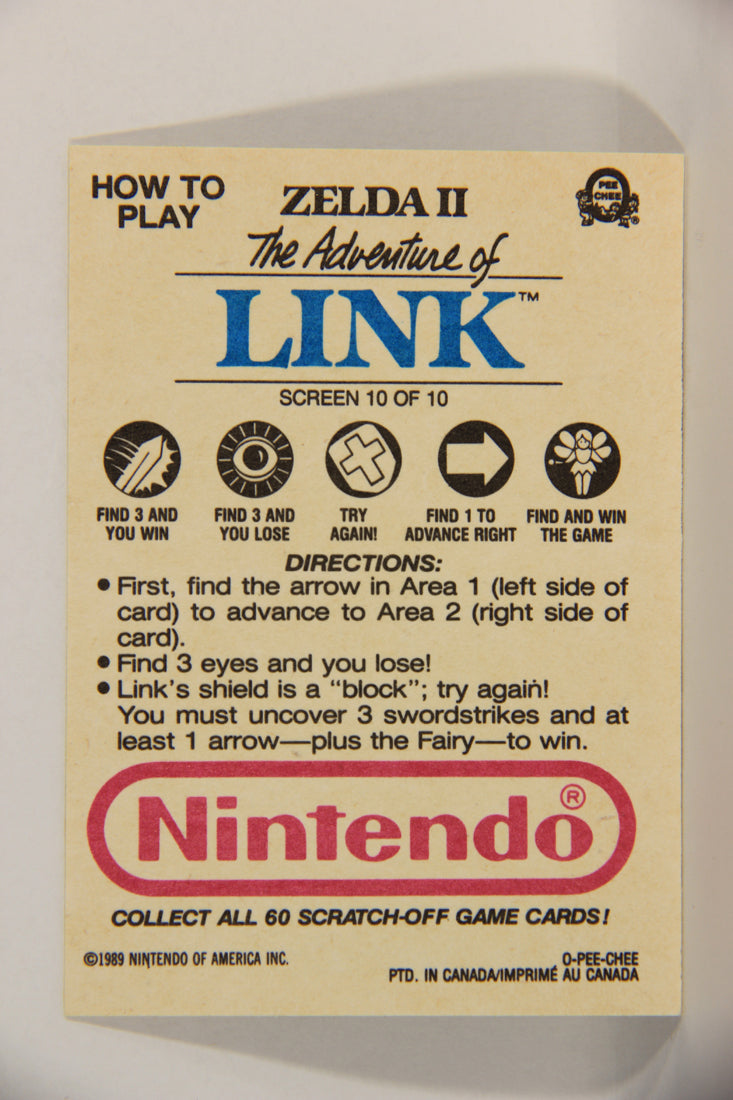 HOW TO
PLAY
ZELDA II
The Adventure of
LINK™
PEE
CHEE
®
SCREEN 10 OF 10
FIND 3 AND
YOU WIN
FIND 3 AND
YOU LOSE
TRY
AGAIN!
FIND 1 TO
ADVANCE RIGHT
FIND AND WIN
THE GAME
DIRECTIONS:
• First, find the arrow in Area 1 (left side of
card) to advance to Area 2 (right side of
card).
• Find 3 eyes and you lose!
• Link's shield is a "block"; try again!
You must uncover 3 swordstrikes and at
least 1 arrow—plus the Fairy—to win.
Nintendo®
COLLECT ALL 60 SCRATCH-OFF GAME CARDS!
©1989 NINTENDO OF AMERICA INC.
O-PEE-CHEE
PTD. IN CANADA/IMPRIMÉ AU CANADA